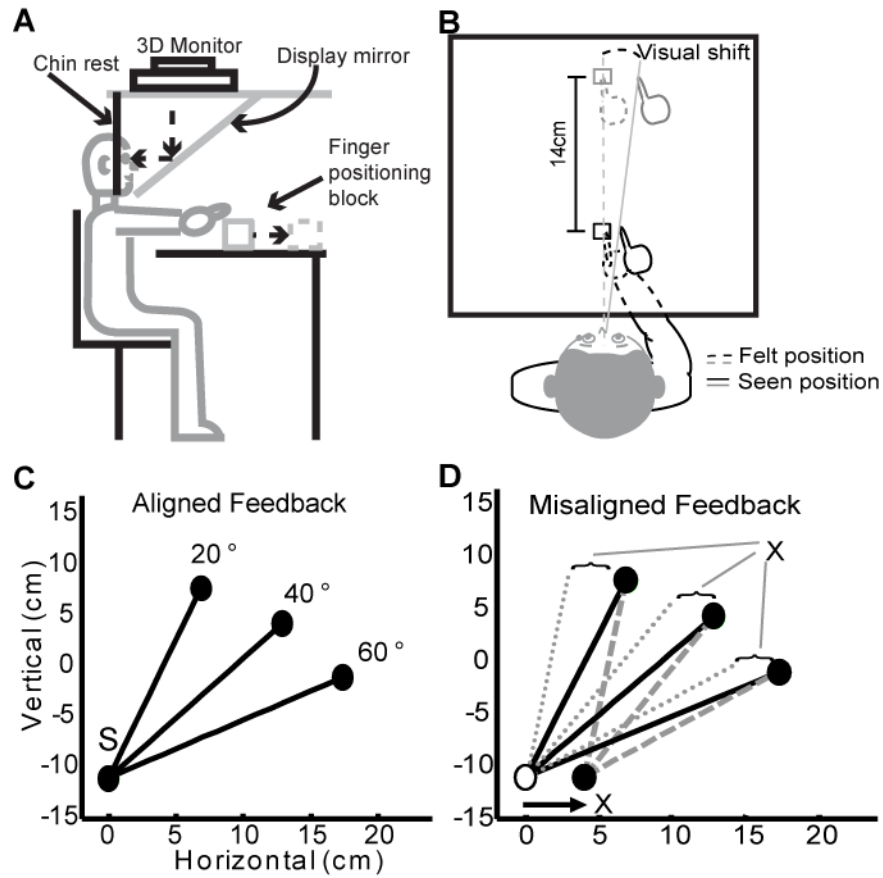 A
3D Monitor
Chin rest
Display mirror
Finger
positioning
block
B
Visual shift
14cm
Felt position
Seen position
C
Aligned Feedback
15
10
5
0
-5
-10
-15
Vertical (cm)
20 °
40 °
60 °
S
0 5 10 15 20
Horizontal (cm)
D
Misaligned Feedback
15
10
5
0
-5
-10
-15
X
X
0 5 10 15 20